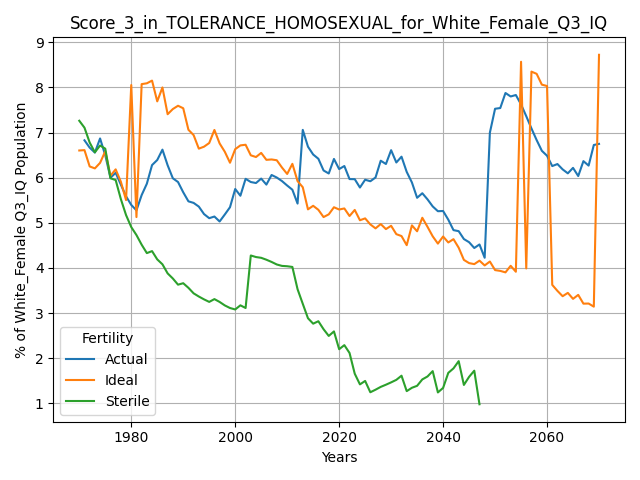 Score_3_in_TOLERANCE_HOMOSEXUAL_for_White_Female_Q3_IQ
% of White_Female Q3_IQ Population
9
8
7
6
5
4
3
2
1
Fertility
Actual
Ideal
Sterile
1980 2000 2020 2040 2060
Years